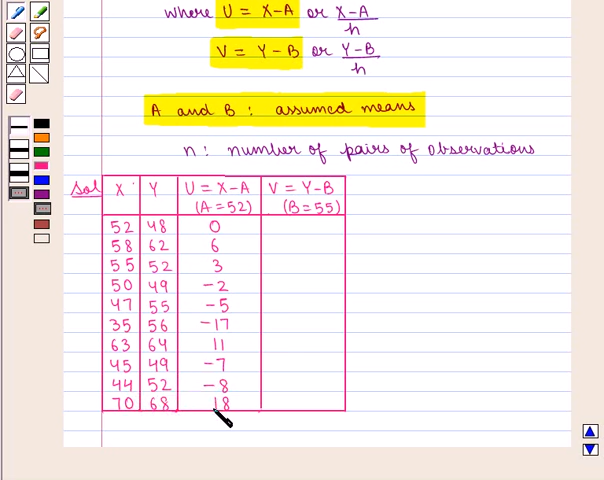 where U = X-A or X-A/h
V = Y-B or Y-B/h
A and B : assumed means
n : number of pairs of observations
Sol X Y U = X-A V = Y-B
(A=52) (B=55)
52 48 0
58 62 6
55 52 3
50 49 -2
47 55 -5
35 56 -17
63 64 11
45 49 -7
44 52 -8
70 68 18